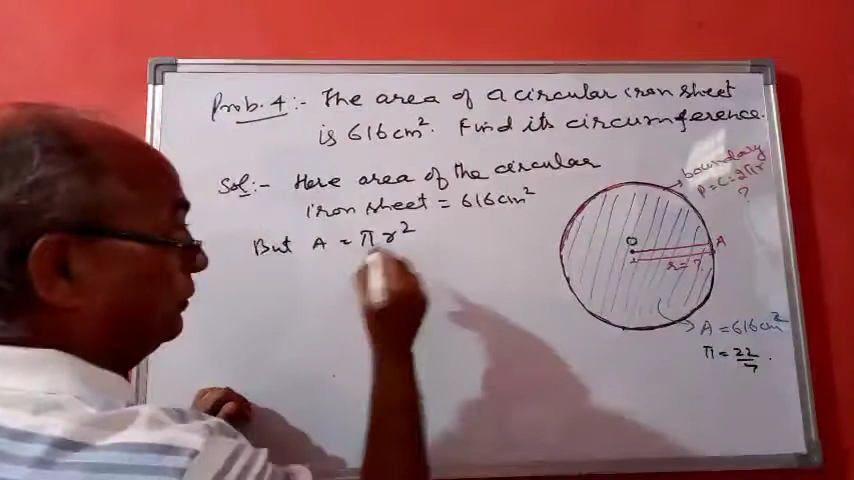 Prob. 4:- The area of a circular iron sheet
is 616 cm². Find its circumference.
Sol:- Here area of the circular
iron sheet = 616 cm²
But A = πr²
boundary
P = C = 2πr
?
O
A
r = ?
A = 616 cm²
π = 22/7.